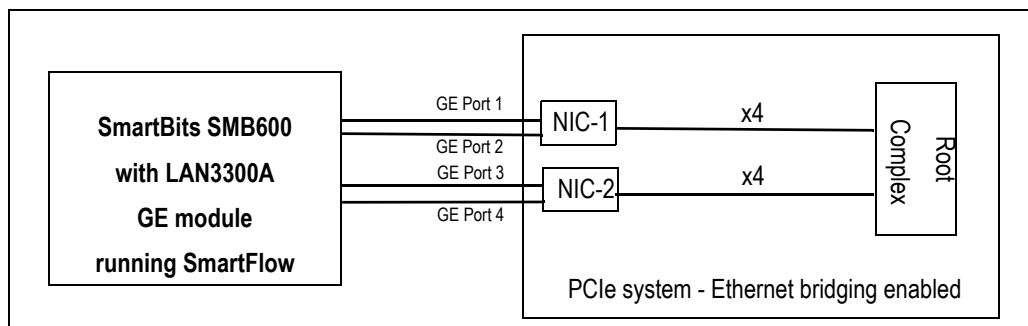 SmartBits SMB600
with LAN3300A
GE module
running SmartFlow
GE Port 1
GE Port 2
GE Port 3
GE Port 4
NIC-1
NIC-2
x4
x4
Root
Complex
PCIe system - Ethernet bridging enabled